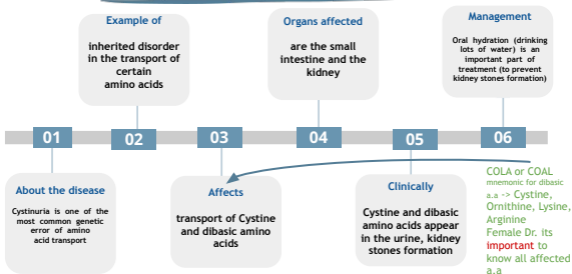 Example of
inherited disorder
in the transport of
certain
amino acids
Organs affected
are the small
intestine and the
kidney
Management
Oral hydration (drinking
lots of water) is an
important part of
treatment (to prevent
kidney stones formation)
01
02
03
04
05
06
About the disease
Cystinuria is one of the
most common genetic
error of amino
acid transport
Affects
transport of Cystine
and dibasic amino
acids
Clinically
Cystine and dibasic
amino acids appear
in the urine, kidney
stones formation
COLA or COAL
mnemonic for dibasic
a.a -> Cystine,
Ornithine, Lysine,
Arginine
Female Dr. its
important to
know all affected
a.a